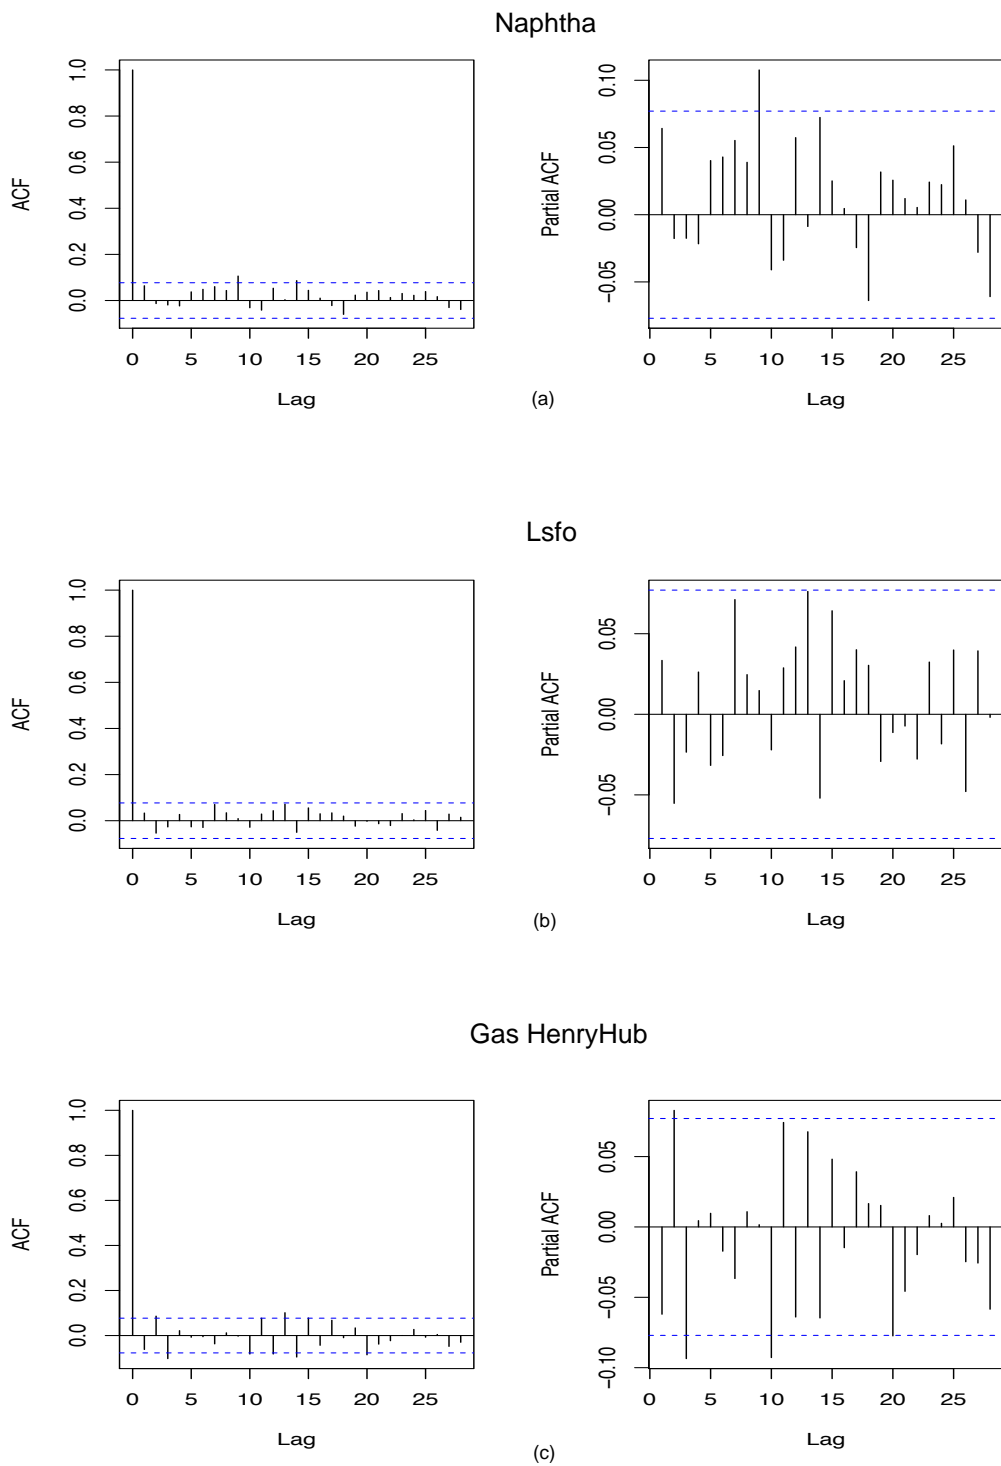 Naphtha
ACF
1.0
0.8
0.6
0.4
0.2
0.0
0 5 10 15 20 25
Lag
Partial ACF
0.10
0.05
0.00
−0.05
0 5 10 15 20 25
Lag
(a)
Lsfo
ACF
1.0
0.8
0.6
0.4
0.2
0.0
0 5 10 15 20 25
Lag
Partial ACF
0.05
0.00
−0.05
0 5 10 15 20 25
Lag
(b)
Gas HenryHub
ACF
1.0
0.8
0.6
0.4
0.2
0.0
0 5 10 15 20 25
Lag
Partial ACF
0.05
0.00
−0.05
−0.10
0 5 10 15 20 25
Lag
(c)